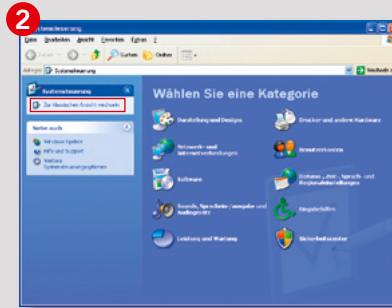 2
Systemsteuerung
Datei Bearbeiten Ansicht Favoriten Extras ?
Zurück Suchen Ordner
Adresse Systemsteuerung Wechseln zu
Systemsteuerung
Zur klassischen Ansicht wechseln
Siehe auch
Windows Update
Hilfe und Support
Weitere
Systemsteuerungsoptionen
Wählen Sie eine Kategorie
Darstellung und Designs
Drucker und andere Hardware
Netzwerk- und
Internetverbindungen
Benutzerkonten
Software
Datums-, Zeit-, Sprach- und
Regionaleinstellungen
Sounds, Sprachein-/ausgabe und
Audiogeräte
Eingabehilfen
Leistung und Wartung
Sicherheitscenter